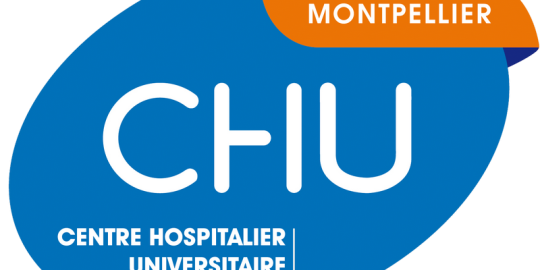 MONTPELLIER
CHU
CENTRE HOSPITALIER
UNIVERSITAIRE